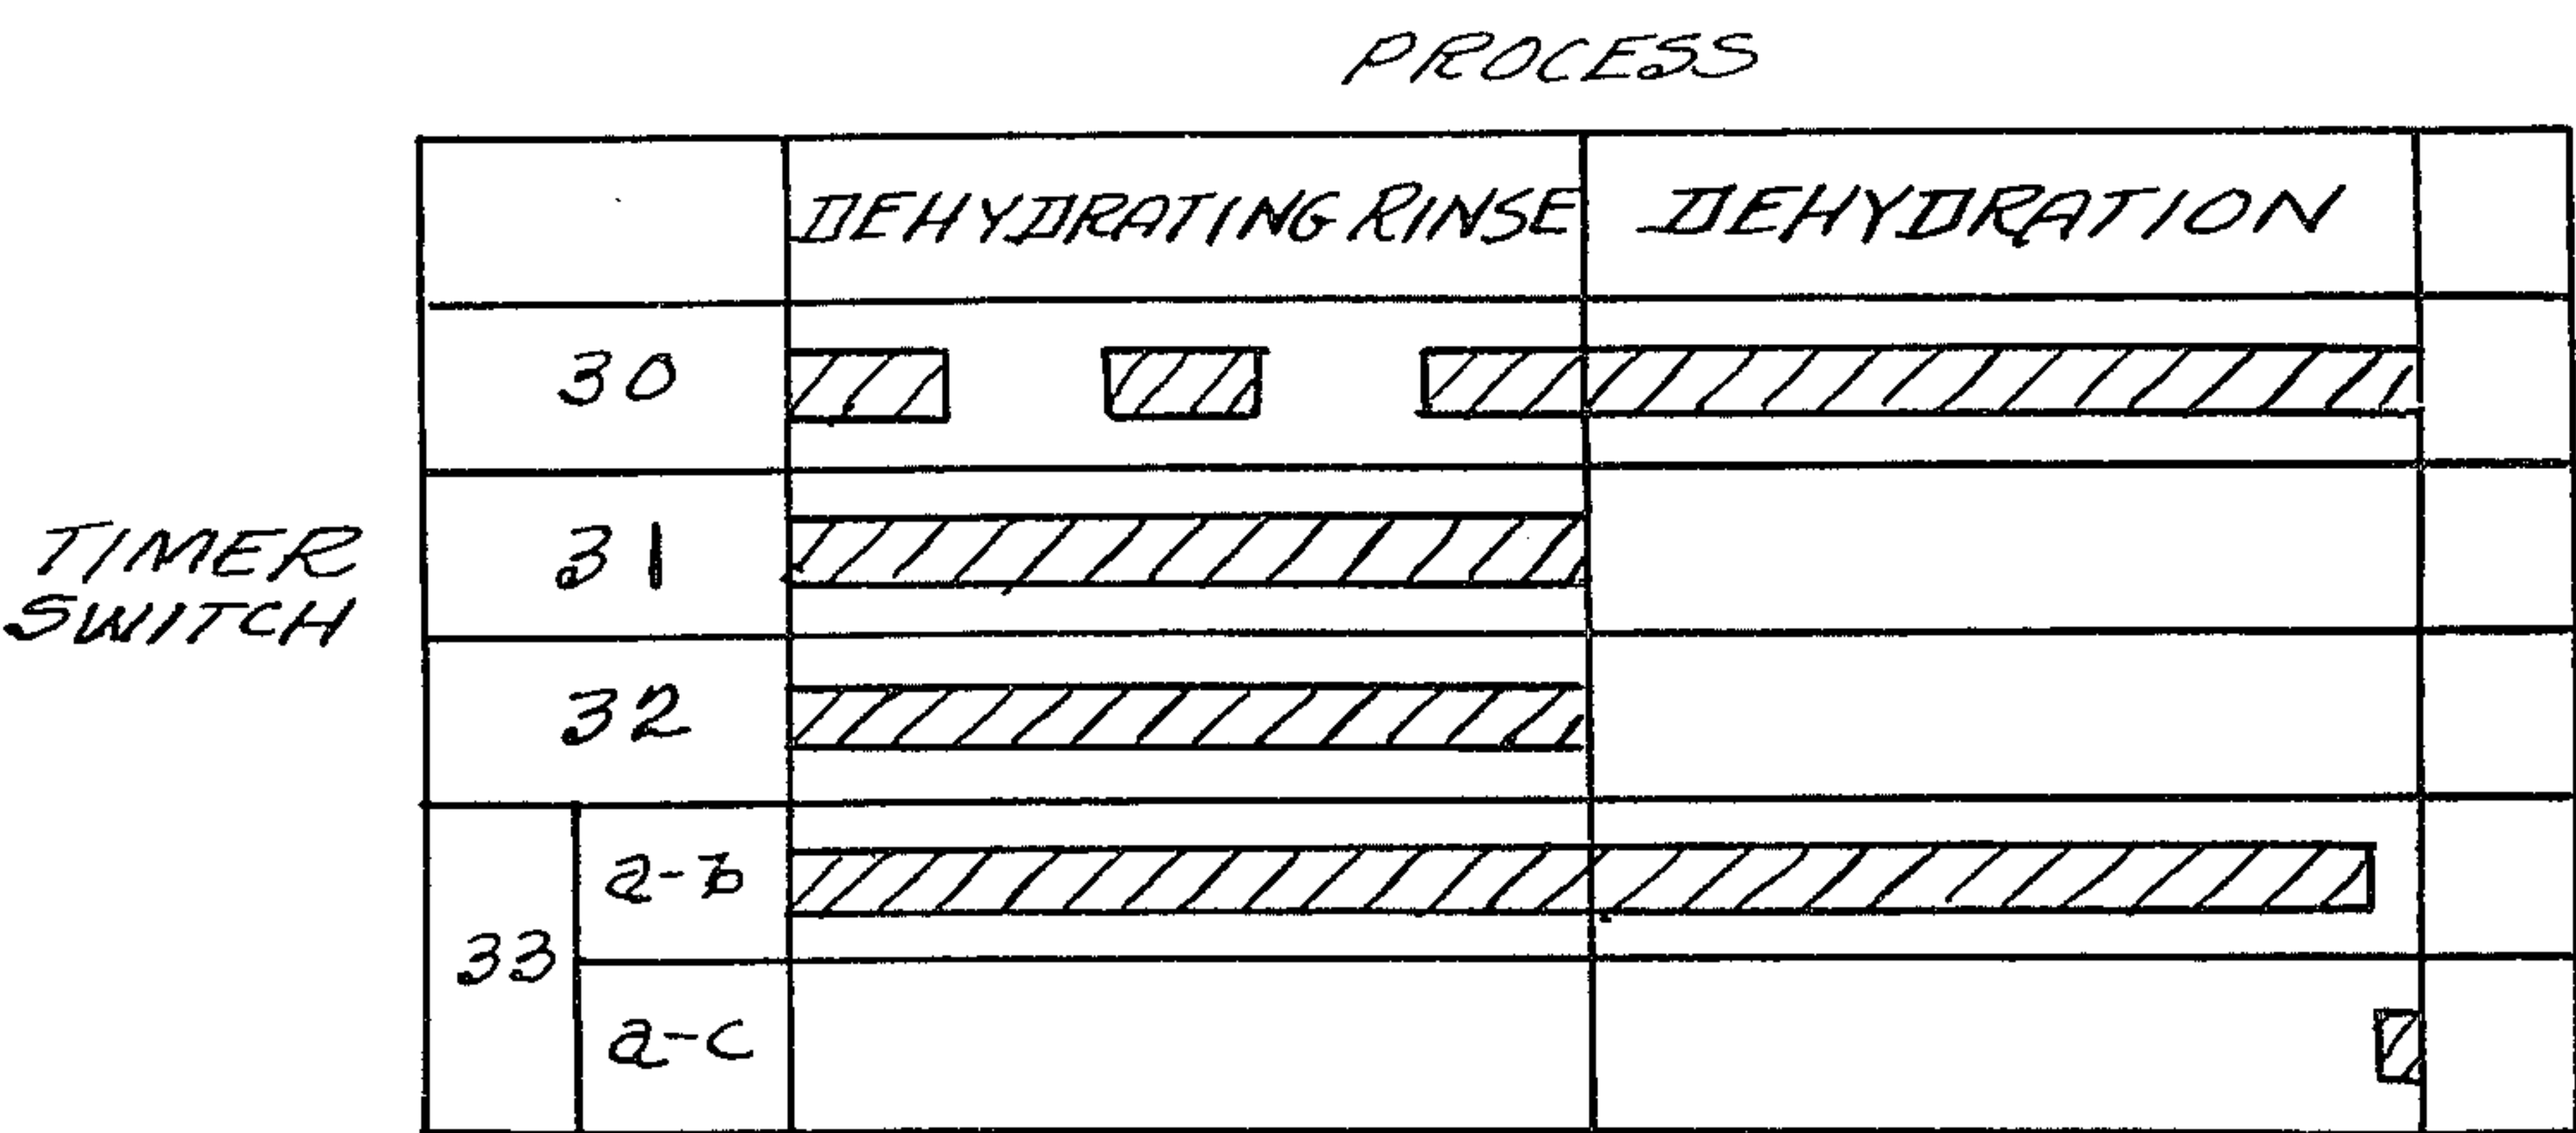 PROCESS
DEHYDRATING RINSE DEHYDRATION
30
TIMER
SWITCH
31
32
33
a-b
a-c